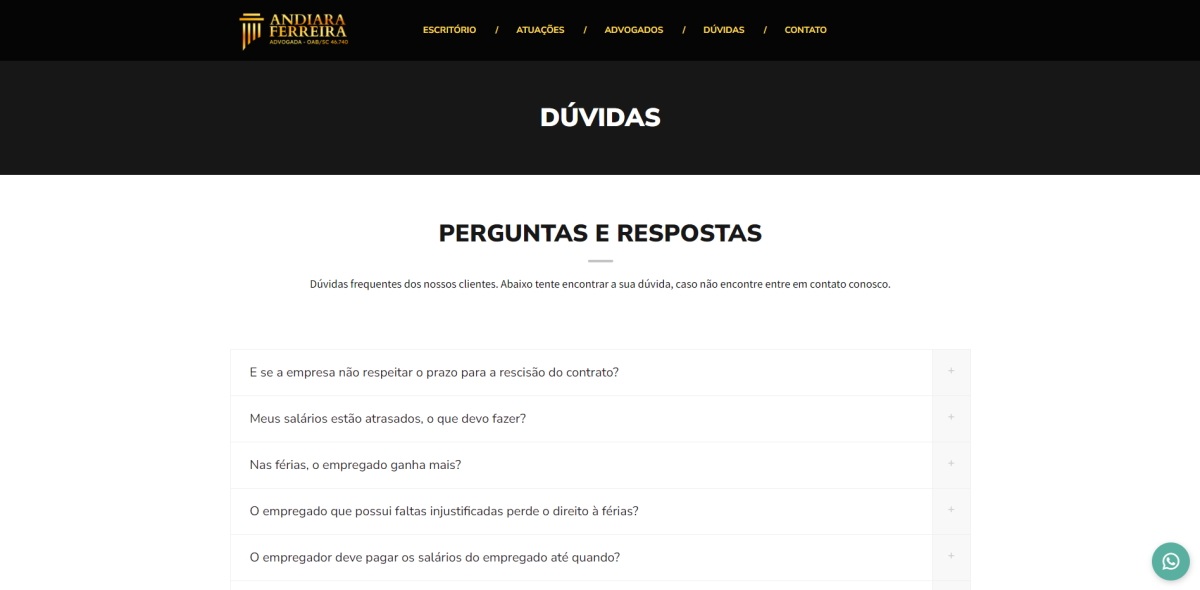 ANDIARA
FERREIRA
ADVOGADA - OAB/SC 46.740
ESCRITÓRIO / ATUAÇÕES / ADVOGADOS / DÚVIDAS / CONTATO
DÚVIDAS
PERGUNTAS E RESPOSTAS
Dúvidas frequentes dos nossos clientes. Abaixo tente encontrar a sua dúvida, caso não encontre entre em contato conosco.
E se a empresa não respeitar o prazo para a rescisão do contrato? +
Meus salários estão atrasados, o que devo fazer? +
Nas férias, o empregado ganha mais? +
O empregado que possui faltas injustificadas perde o direito à férias? +
O empregador deve pagar os salários do empregado até quando? +